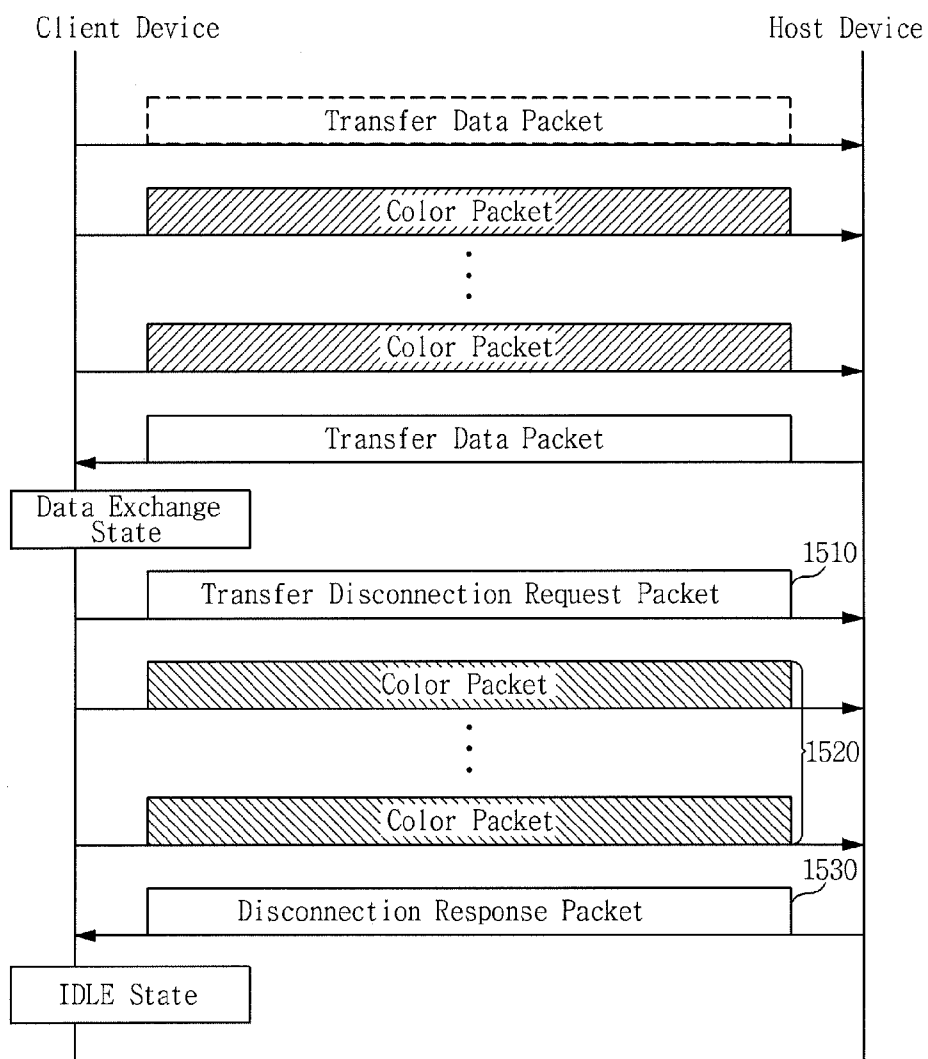 Client Device
Host Device
Transfer Data Packet
Color Packet
Color Packet
Transfer Data Packet
Data Exchange
State
1510
Transfer Disconnection Request Packet
Color Packet
1520
Color Packet
1530
Disconnection Response Packet
IDLE State